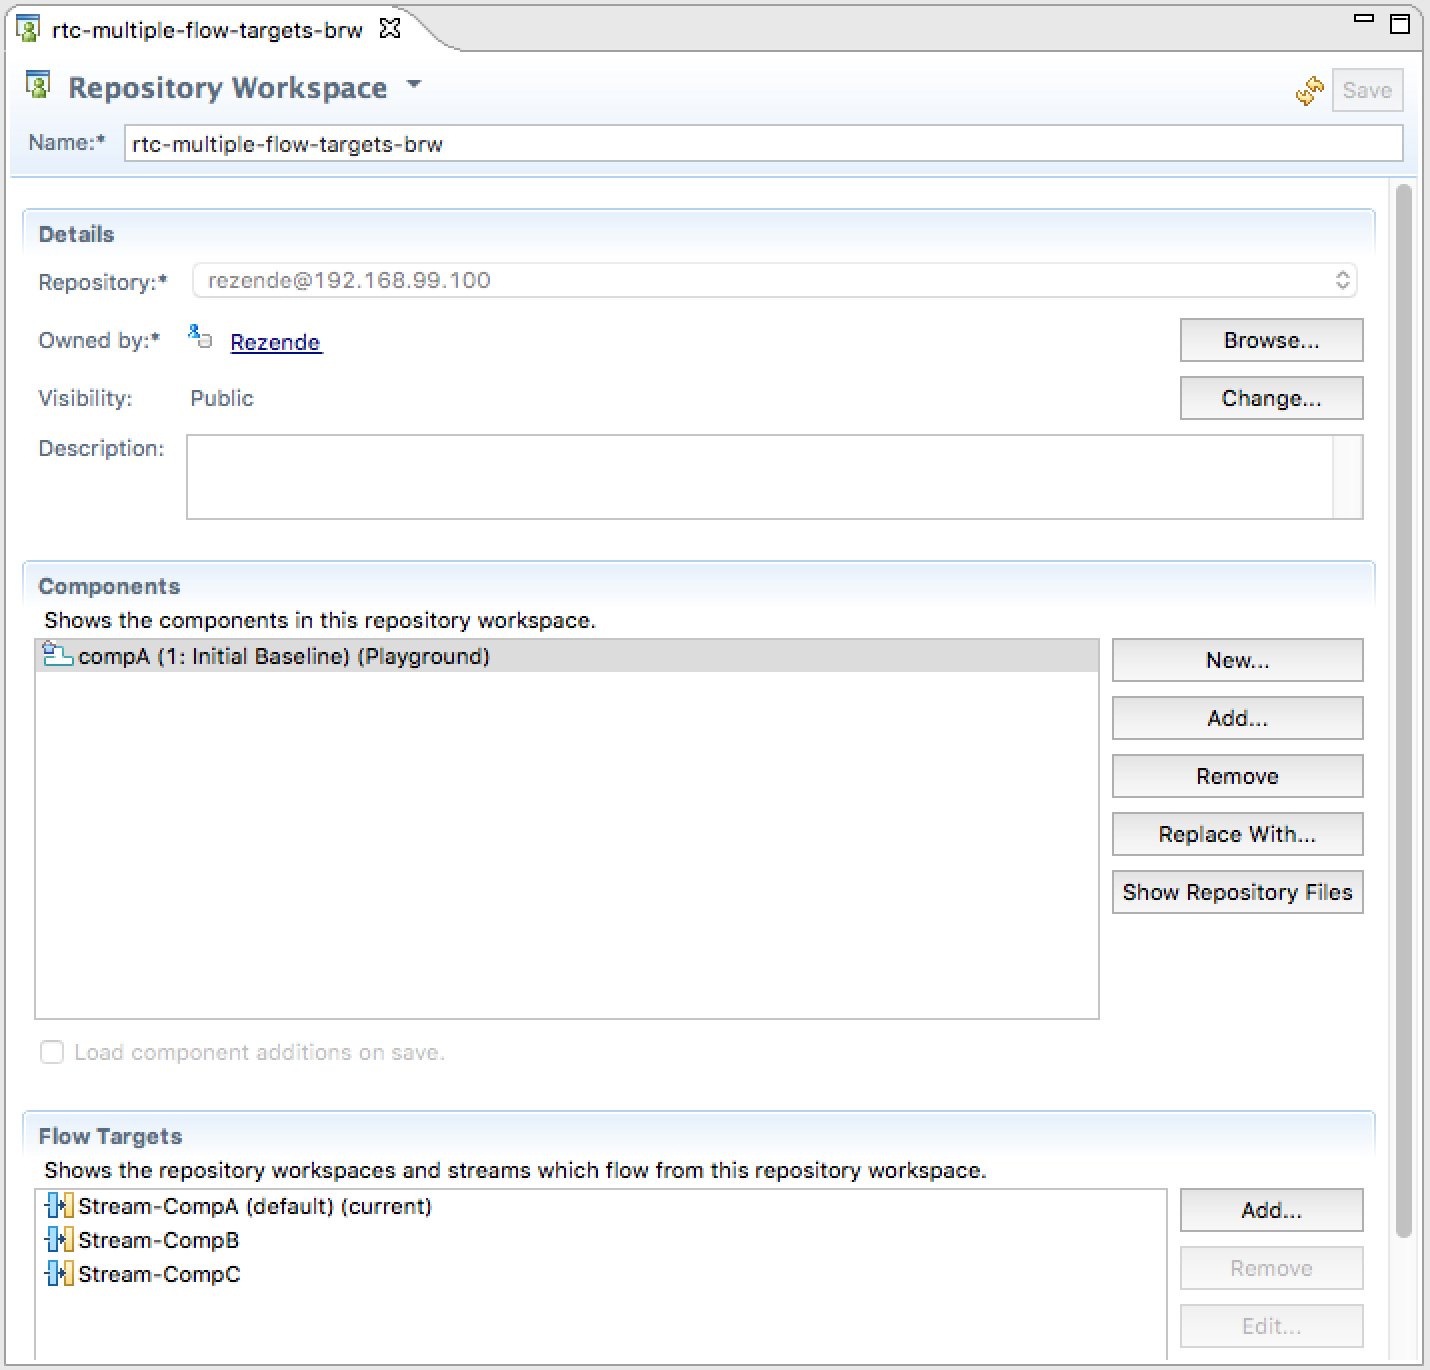 rtc-multiple-flow-targets-brw
Repository Workspace
Save
Name:* rtc-multiple-flow-targets-brw
Details
Repository:* rezende@192.168.99.100
Owned by:* Rezende Browse...
Visibility: Public Change...
Description:
Components
Shows the components in this repository workspace.
compA (1: Initial Baseline) (Playground)
New...
Add...
Remove
Replace With...
Show Repository Files
Load component additions on save.
Flow Targets
Shows the repository workspaces and streams which flow from this repository workspace.
Stream-CompA (default) (current)
Stream-CompB
Stream-CompC
Add...
Remove
Edit...